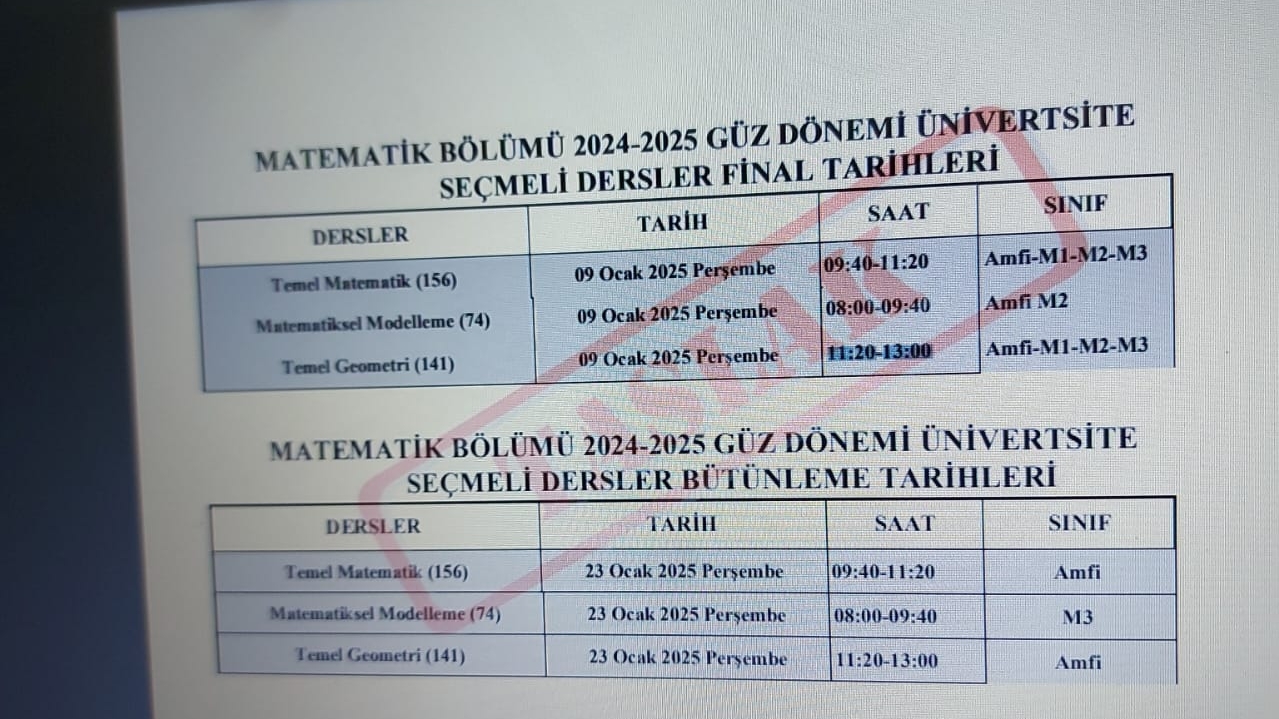 MATEMATİK BÖLÜMÜ 2024-2025 GÜZ DÖNEMİ ÜNİVERTSİTE
SEÇMELİ DERSLER FİNAL TARİHLERİ
DERSLER TARİH SAAT SINIF
Temel Matematik (156) 09 Ocak 2025 Perşembe 09:40-11:20 Amfi-M1-M2-M3
Matematiksel Modelleme (74) 09 Ocak 2025 Perşembe 08:00-09:40 Amfi M2
Temel Geometri (141) 09 Ocak 2025 Perşembe 11:20-13:00 Amfi-M1-M2-M3
TASLAK
MATEMATİK BÖLÜMÜ 2024-2025 GÜZ DÖNEMİ ÜNİVERTSİTE
SEÇMELİ DERSLER BÜTÜNLEME TARİHLERİ
DERSLER TARİH SAAT SINIF
Temel Matematik (156) 23 Ocak 2025 Perşembe 09:40-11:20 Amfi
Matematiksel Modelleme (74) 23 Ocak 2025 Perşembe 08:00-09:40 M3
Temel Geometri (141) 23 Ocak 2025 Perşembe 11:20-13:00 Amfi